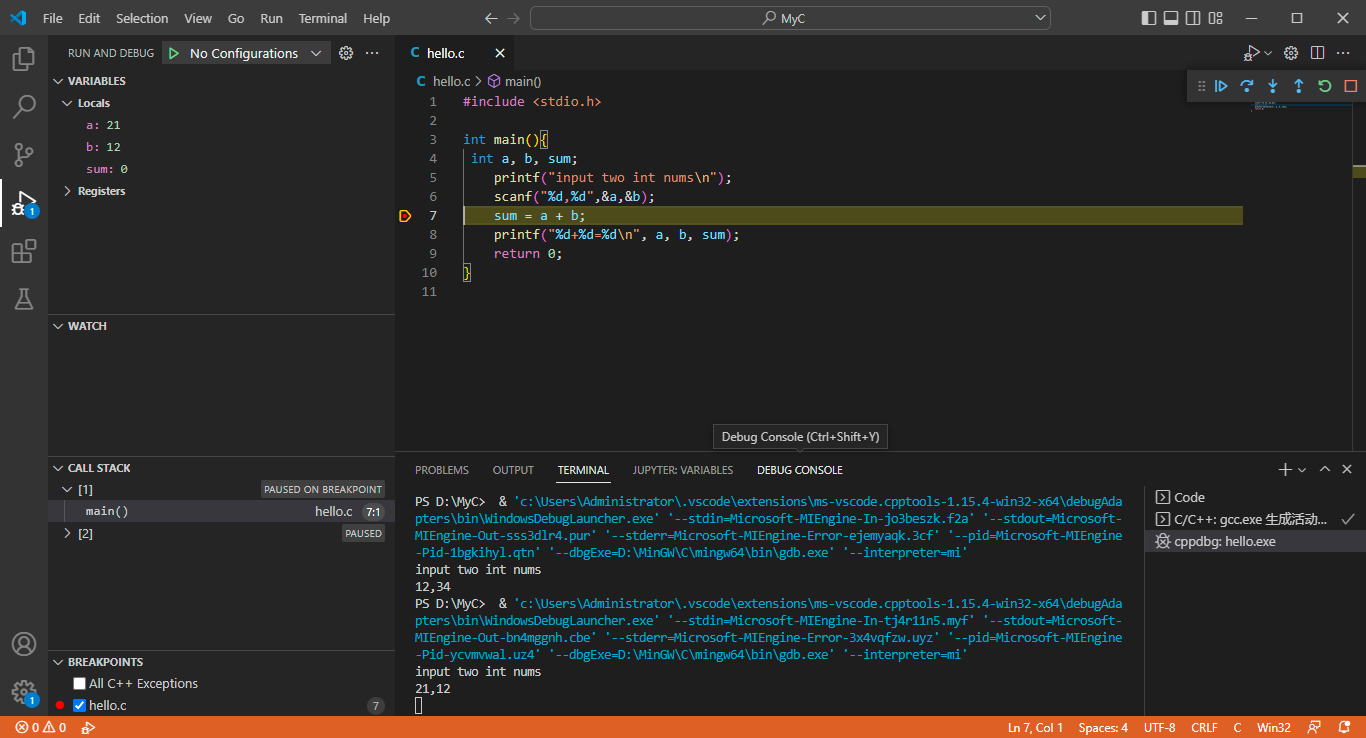 File Edit Selection View Go Run Terminal Help
MyC
RUN AND DEBUG No Configurations
VARIABLES
Locals
a: 21
b: 12
sum: 0
Registers
WATCH
CALL STACK
[1] PAUSED ON BREAKPOINT
main() hello.c 7:1
[2] PAUSED
BREAKPOINTS
All C++ Exceptions
hello.c 7
1
1
C hello.c
C hello.c > main()
1 #include <stdio.h>
2
3 int main(){
4 int a, b, sum;
5 printf("input two int nums\n");
6 scanf("%d,%d",&a,&b);
7 sum = a + b;
8 printf("%d+%d=%d\n", a, b, sum);
9 return 0;
10 }
11
Debug Console (Ctrl+Shift+Y)
PROBLEMS OUTPUT TERMINAL JUPYTER: VARIABLES DEBUG CONSOLE
PS D:\MyC>  & 'c:\Users\Administrator\.vscode\extensions\ms-vscode.cpptools-1.15.4-win32-x64\debugAda
pters\bin\WindowsDebugLauncher.exe' '--stdin=Microsoft-MIEngine-In-jo3beszk.f2a' '--stdout=Microsoft-
MIEngine-Out-sss3dlr4.pur' '--stderr=Microsoft-MIEngine-Error-ejemyaqk.3cf' '--pid=Microsoft-MIEngine
-Pid-1bgkihyl.qtn' '--dbgExe=D:\MinGW\C\mingw64\bin\gdb.exe' '--interpreter=mi'
input two int nums
12,34
PS D:\MyC>  & 'c:\Users\Administrator\.vscode\extensions\ms-vscode.cpptools-1.15.4-win32-x64\debugAda
pters\bin\WindowsDebugLauncher.exe' '--stdin=Microsoft-MIEngine-In-tj4r11n5.myf' '--stdout=Microsoft-
MIEngine-Out-bn4mggnh.cbe' '--stderr=Microsoft-MIEngine-Error-3x4vqfzw.uyz' '--pid=Microsoft-MIEngine
-Pid-ycvmvwal.uz4' '--dbgExe=D:\MinGW\C\mingw64\bin\gdb.exe' '--interpreter=mi'
input two int nums
21,12
Code
C/C++: gcc.exe 生成活动...
cppdbg: hello.exe
0 0 Ln 7, Col 1 Spaces: 4 UTF-8 CRLF C Win32